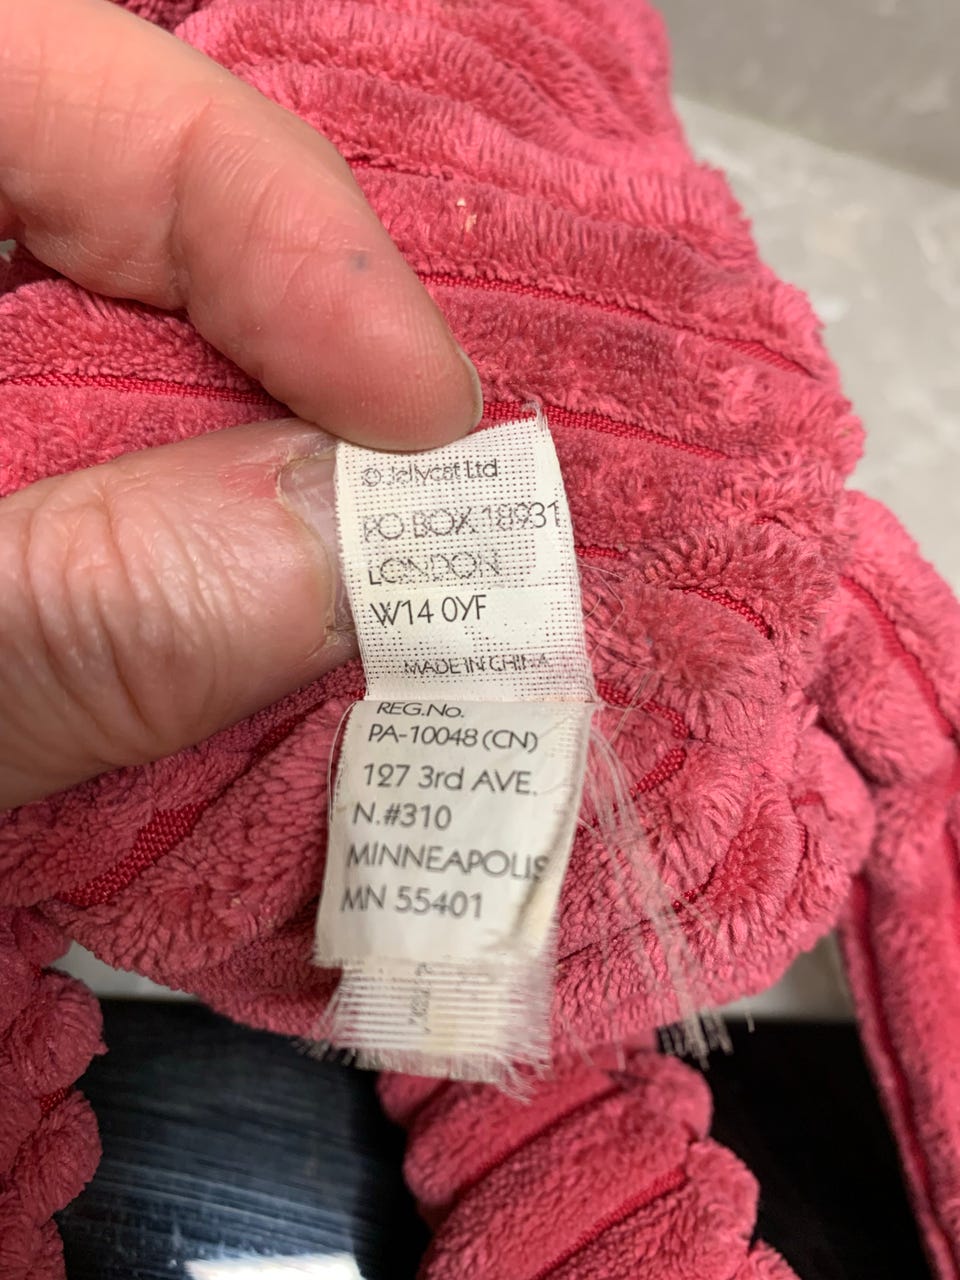 © Jellycat Ltd
PO BOX 18931
LONDON
W14 0YF
MADE IN CHINA
REG.No.
PA-10048 (CN)
127 3rd AVE.
N.#310
MINNEAPOLIS
MN 55401